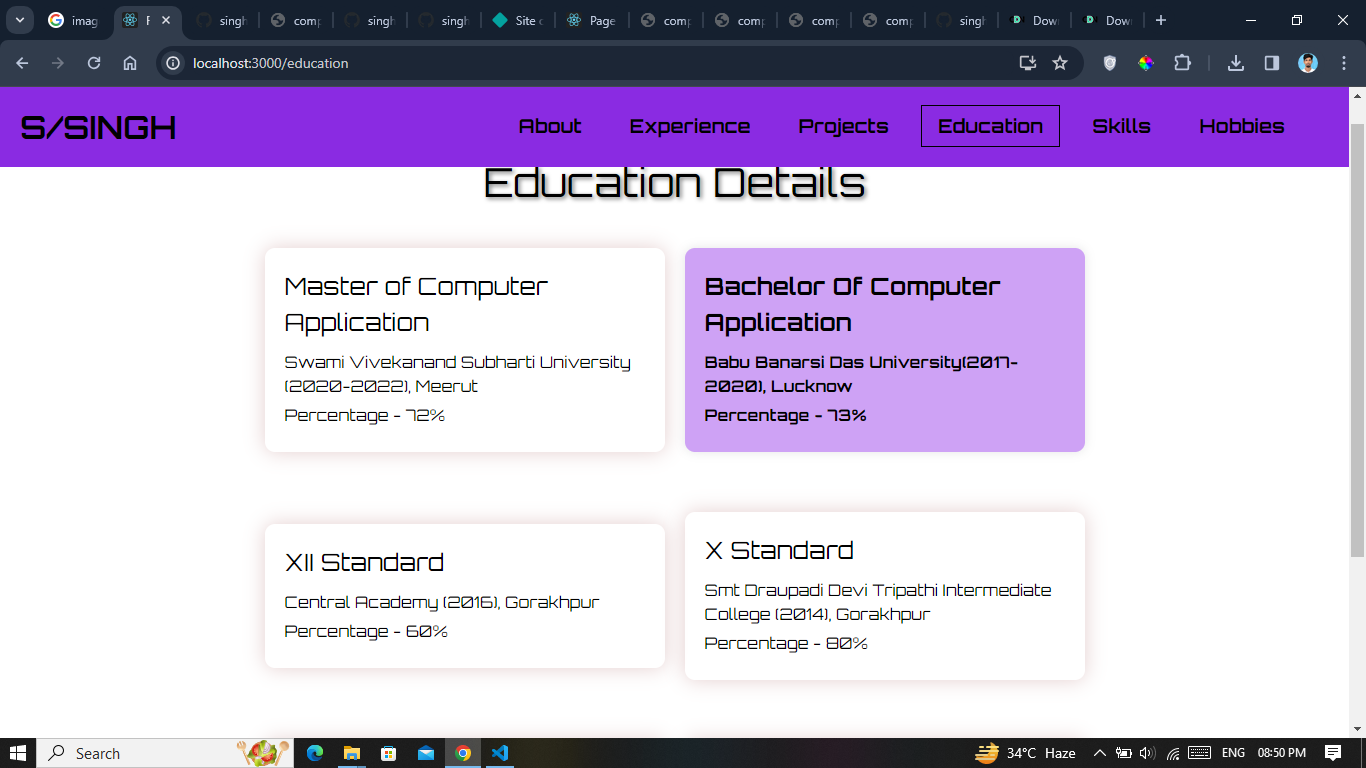 imag
F
singh
comp
singh
singh
Site c
Page
comp
comp
comp
comp
singh
Dow
Dow
localhost:3000/education
S/SINGH
About
Experience
Projects
Education
Skills
Hobbies
Education Details
Master of Computer
Application
Swami Vivekanand Subharti University
(2020-2022), Meerut
Percentage - 72%
Bachelor Of Computer
Application
Babu Banarsi Das University(2017-
2020), Lucknow
Percentage - 73%
XII Standard
Central Academy (2016), Gorakhpur
Percentage - 60%
X Standard
Smt Draupadi Devi Tripathi Intermediate
College (2014), Gorakhpur
Percentage - 80%
Search
34°C Haze
ENG
08:50 PM